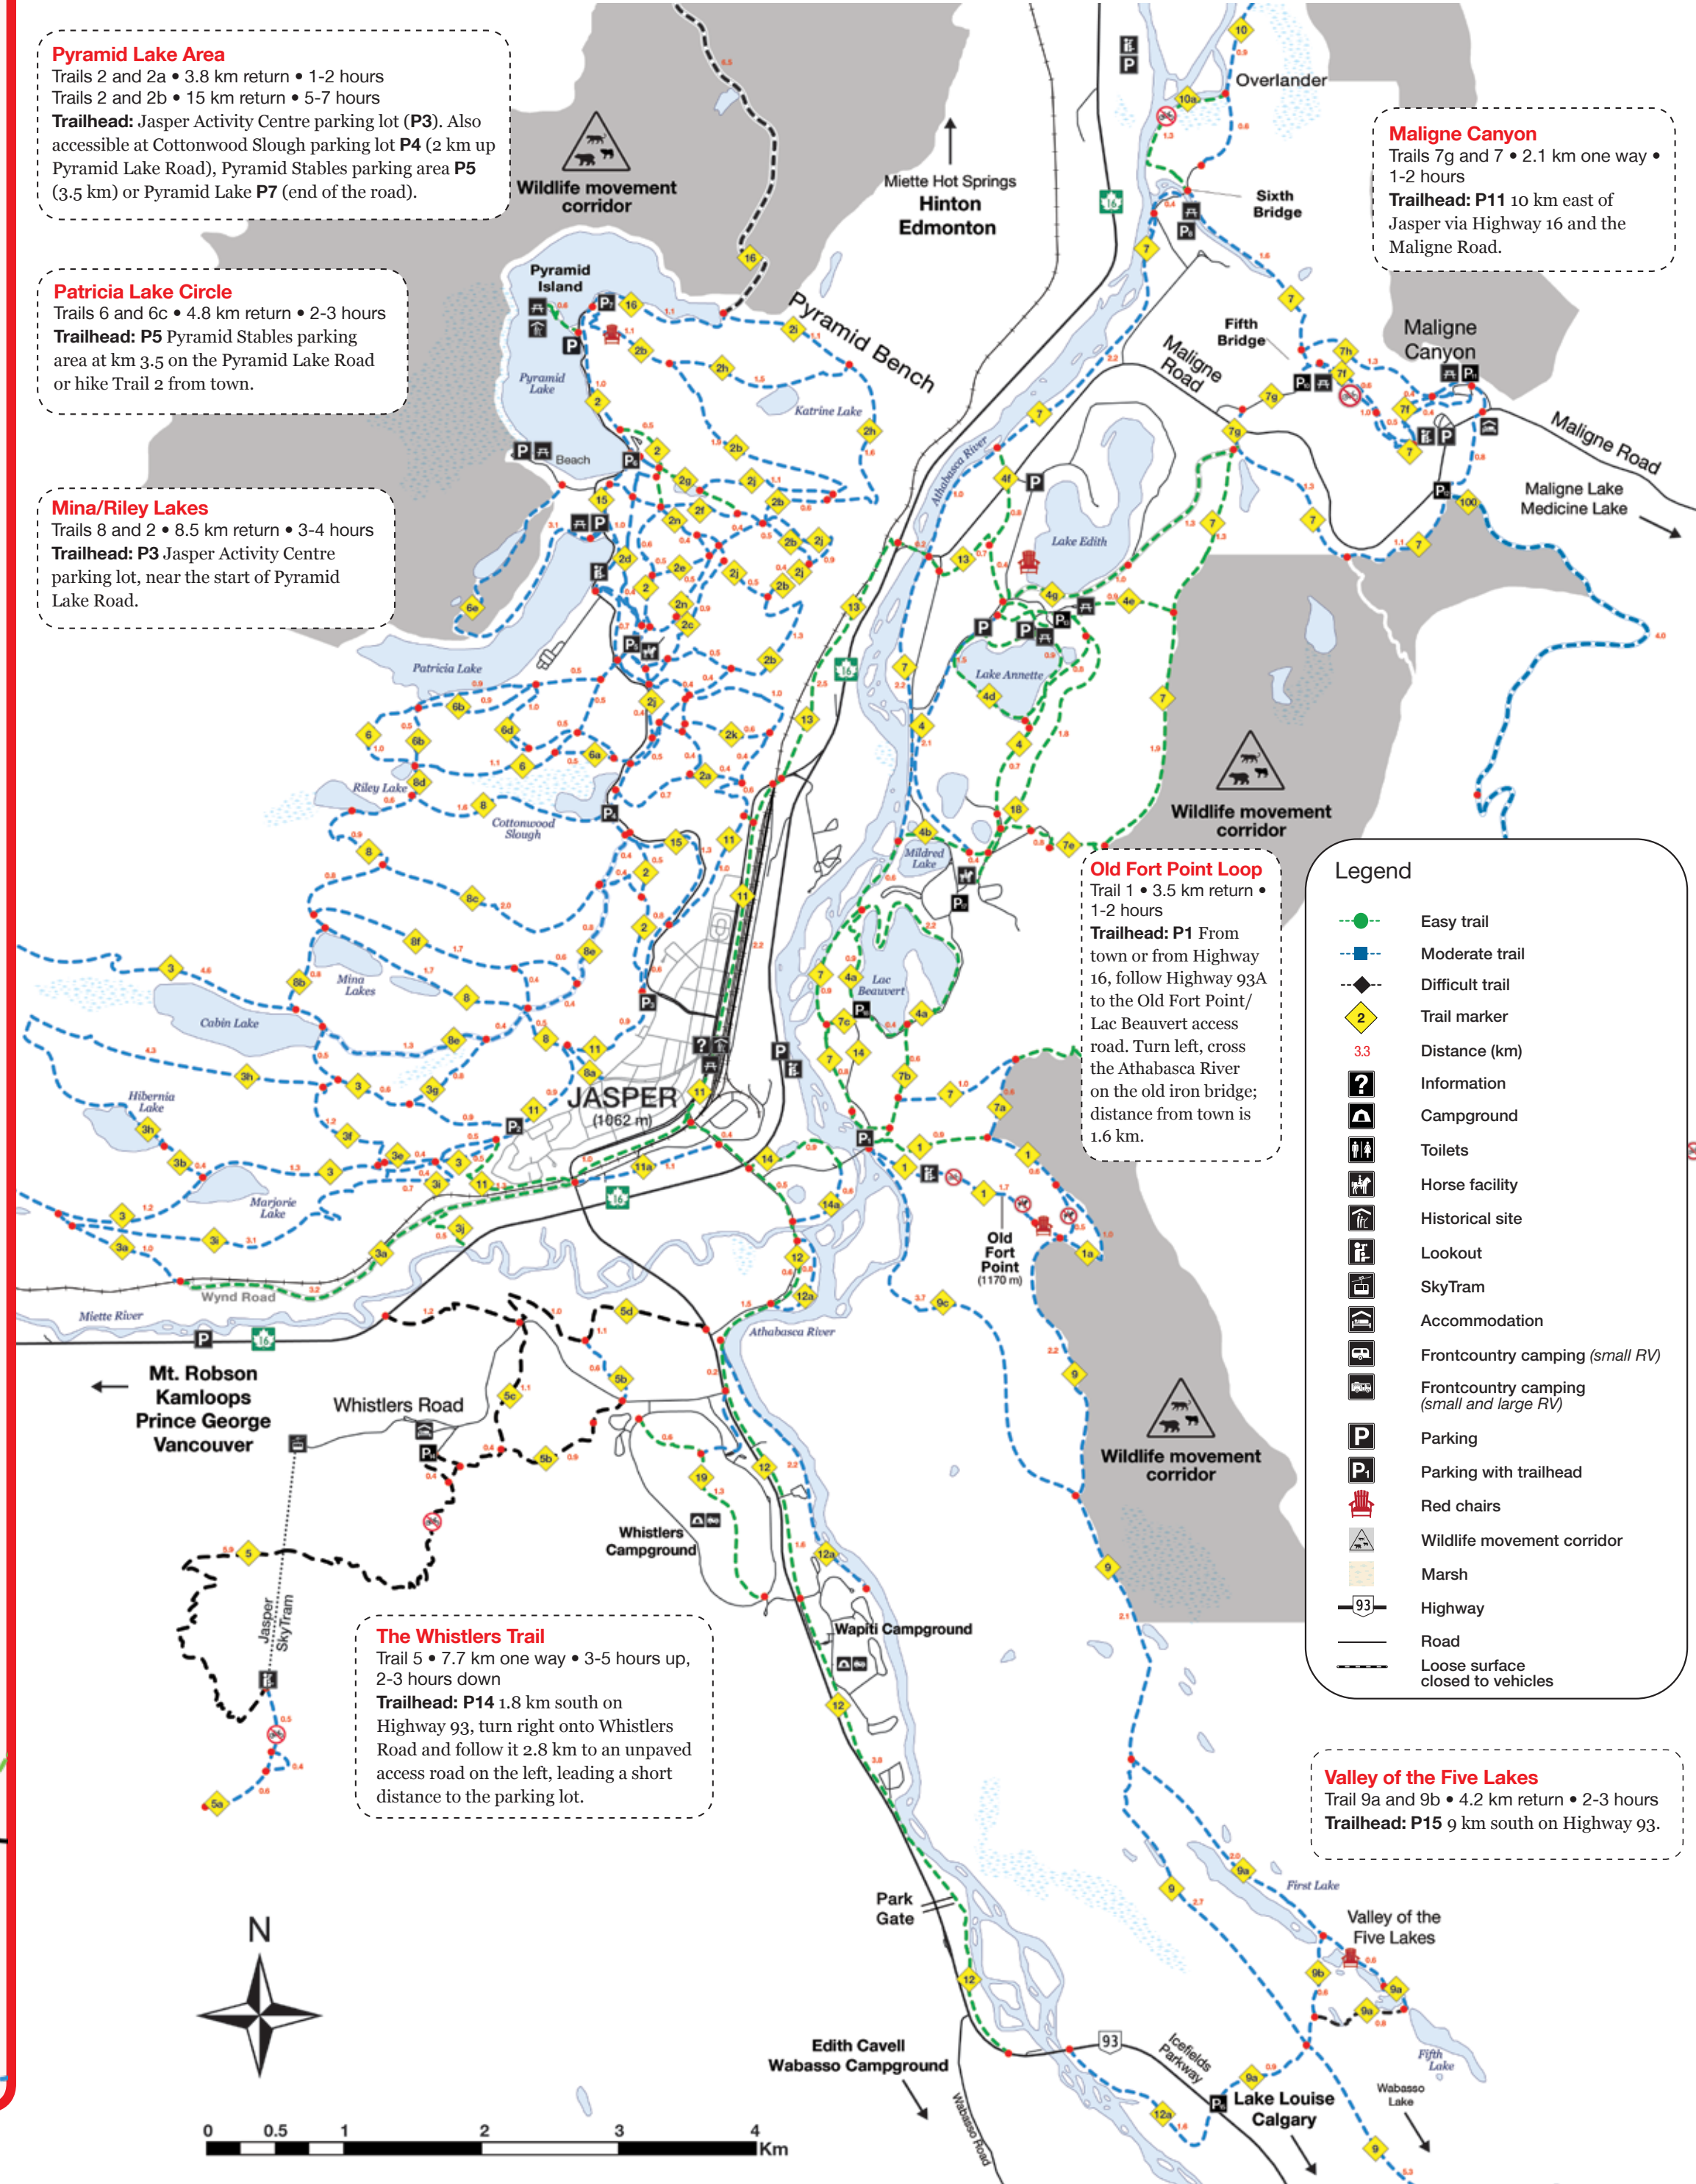 Pyramid Lake Area
Trails 2 and 2a • 3.8 km return • 1-2 hours
Trails 2 and 2b • 15 km return • 5-7 hours
Trailhead: Jasper Activity Centre parking lot (P3). Also
accessible at Cottonwood Slough parking lot P4 (2 km up
Pyramid Lake Road), Pyramid Stables parking area P5
(3.5 km) or Pyramid Lake P7 (end of the road).
Patricia Lake Circle
Trails 6 and 6c • 4.8 km return • 2-3 hours
Trailhead: P5 Pyramid Stables parking
area at km 3.5 on the Pyramid Lake Road
or hike Trail 2 from town.
Mina/Riley Lakes
Trails 8 and 2 • 8.5 km return • 3-4 hours
Trailhead: P3 Jasper Activity Centre
parking lot, near the start of Pyramid
Lake Road.
Maligne Canyon
Trails 7g and 7 • 2.1 km one way •
1-2 hours
Trailhead: P11 10 km east of
Jasper via Highway 16 and the
Maligne Road.
Wildlife movement
corridor
Miette Hot Springs
Hinton
Edmonton
16
Overlander
Sixth
Bridge
Fifth
Bridge
Maligne
Canyon
Maligne
Road
Maligne Road
Maligne Lake
Medicine Lake
Pyramid
Island
Pyramid
Lake
Pyramid Bench
Katrine Lake
Beach
Patricia Lake
Athabasca River
Lake Edith
Lake Annette
Riley Lake
Cottonwood
Slough
Mildred
Lake
Wildlife movement
corridor
Old Fort Point Loop
Trail 1 • 3.5 km return •
1-2 hours
Trailhead: P1 From
town or from Highway
16, follow Highway 93A
to the Old Fort Point/
Lac Beauvert access
road. Turn left, cross
the Athabasca River
on the old iron bridge;
distance from town is
1.6 km.
Legend
Easy trail
Moderate trail
Difficult trail
2 Trail marker
3.3 Distance (km)
? Information
Campground
Toilets
Horse facility
Historical site
Lookout
SkyTram
Accommodation
Frontcountry camping (small RV)
Frontcountry camping
(small and large RV)
P Parking
P1 Parking with trailhead
Red chairs
Wildlife movement corridor
Marsh
93 Highway
Road
Loose surface
closed to vehicles
Mina
Lakes
Cabin Lake
Lac
Beauvert
Hibernia
Lake
JASPER
(1062 m)
Marjorie
Lake
Wynd Road
Miette River
16
Old
Fort
Point
(1170 m)
Athabasca River
Mt. Robson
Kamloops
Prince George
Vancouver
Whistlers Road
Whistlers
Campground
Wildlife movement
corridor
Jasper
SkyTram
Wapiti Campground
The Whistlers Trail
Trail 5 • 7.7 km one way • 3-5 hours up,
2-3 hours down
Trailhead: P14 1.8 km south on
Highway 93, turn right onto Whistlers
Road and follow it 2.8 km to an unpaved
access road on the left, leading a short
distance to the parking lot.
Valley of the Five Lakes
Trail 9a and 9b • 4.2 km return • 2-3 hours
Trailhead: P15 9 km south on Highway 93.
First Lake
Valley of the
Five Lakes
Park
Gate
N
Edith Cavell
Wabasso Campground
Wabasso Road
93
Icefields
Parkway
Fifth
Lake
Lake Louise
Calgary
Wabasso
Lake
0 0.5 1 2 3 4
Km